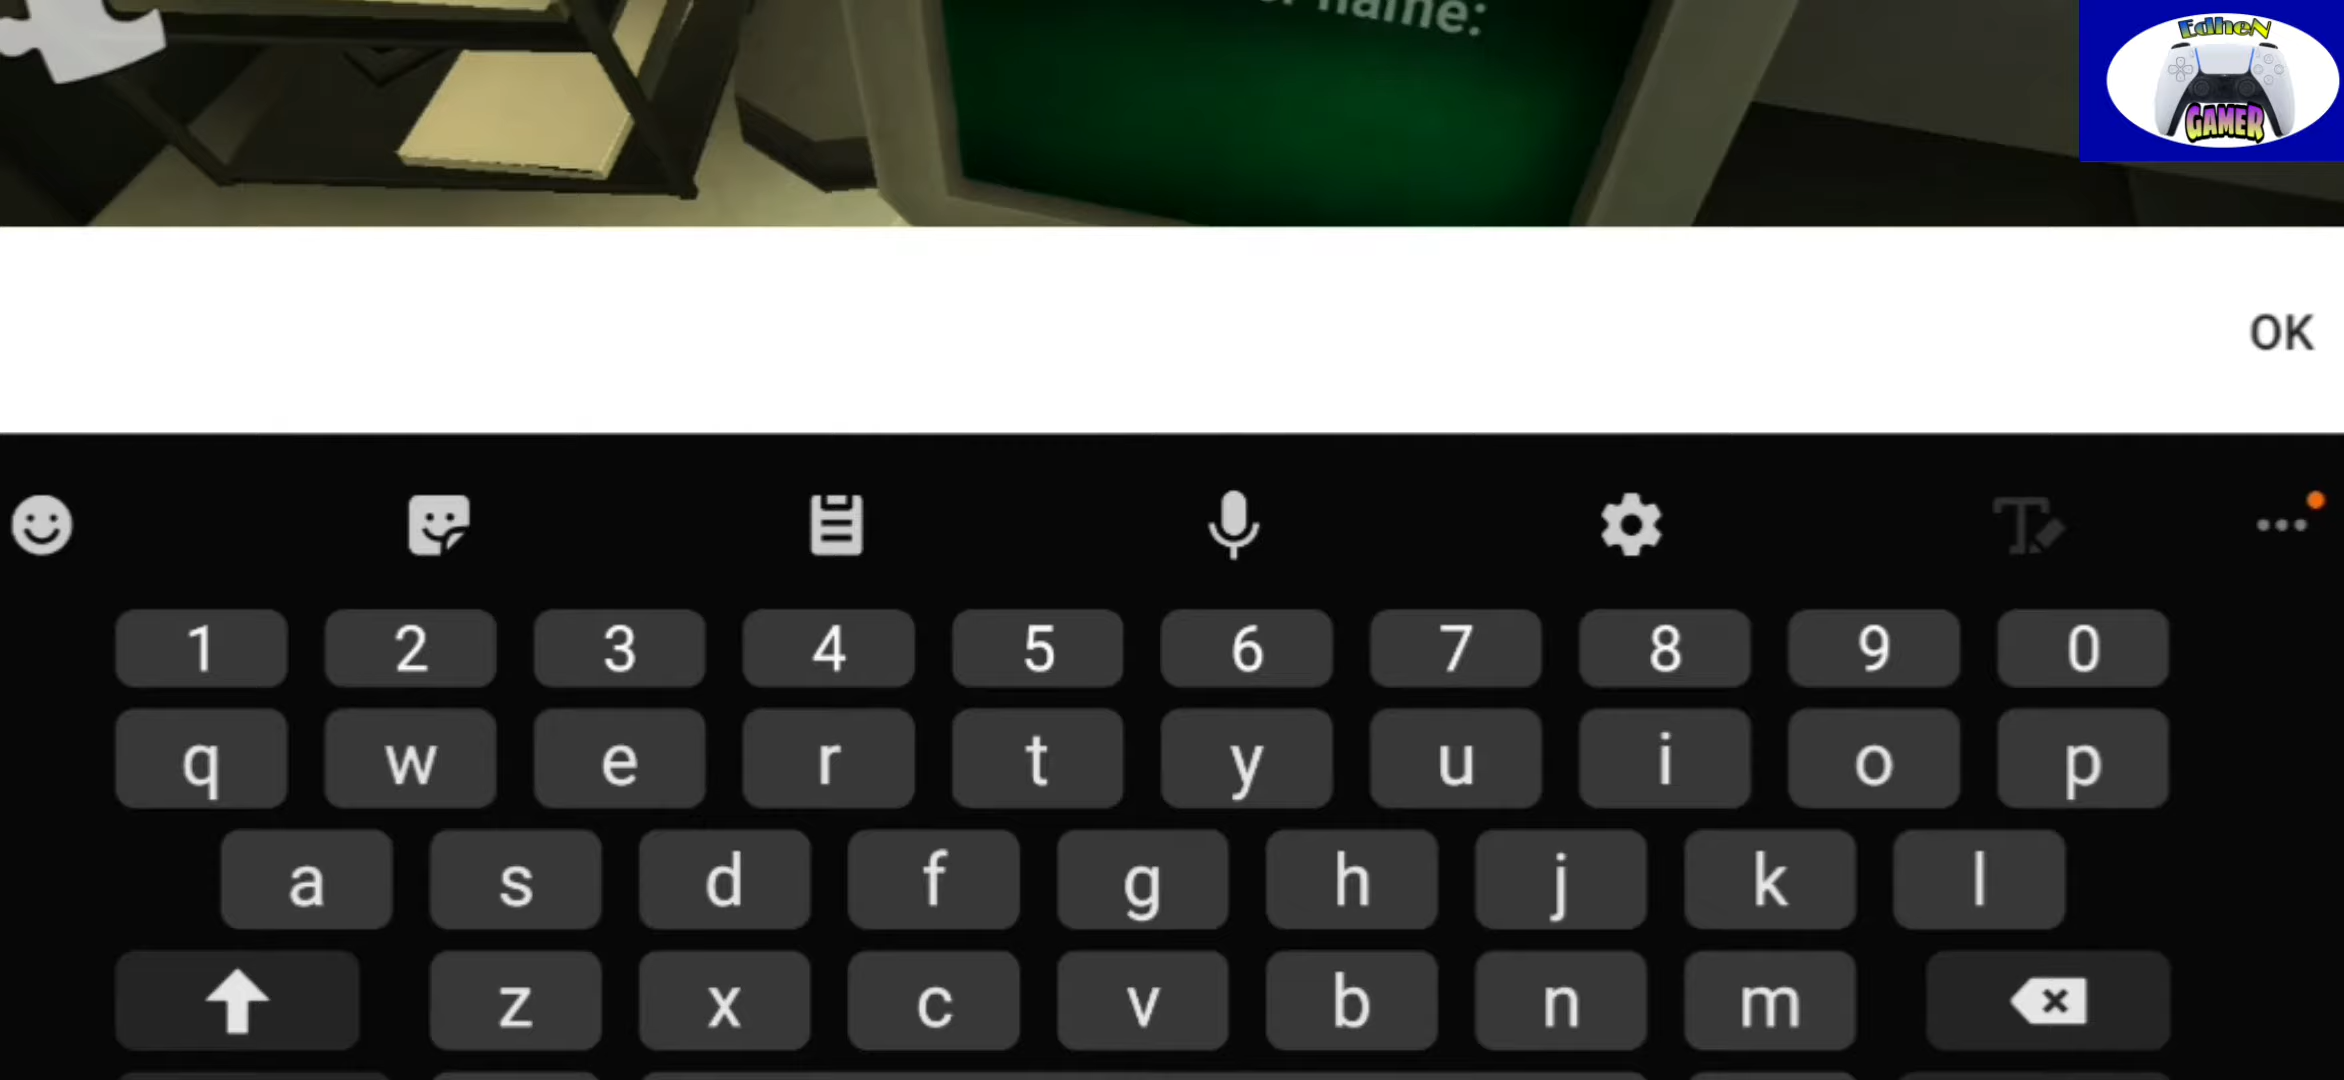 name:
EdheN
GAMER
OK
1 2 3 4 5 6 7 8 9 0
q w e r t y u i o p
a s d f g h j k l
z x c v b n m